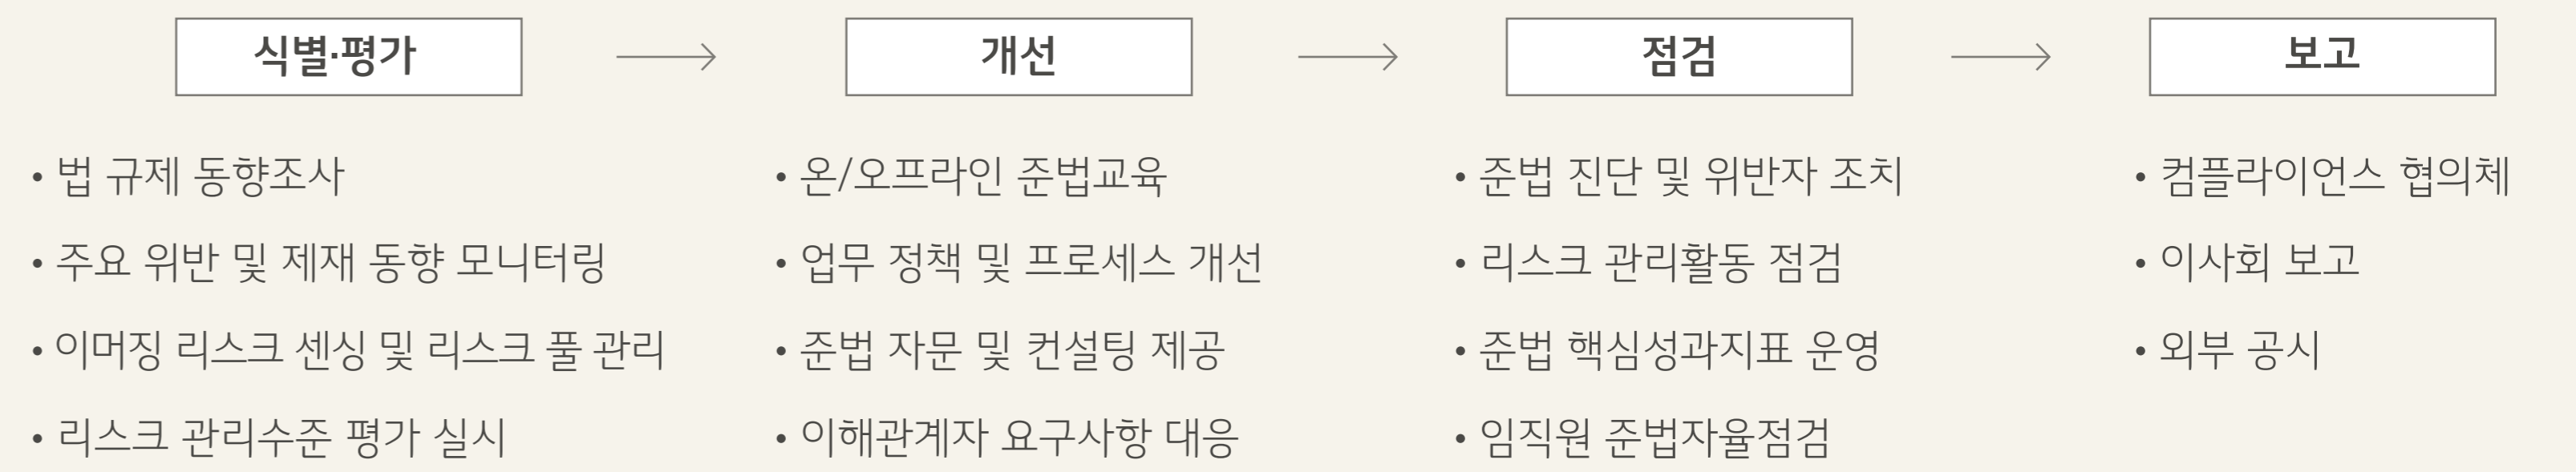 식별·평가
개선
점검
보고
• 법 규제 동향조사
• 주요 위반 및 제재 동향 모니터링
• 이머징 리스크 센싱 및 리스크 풀 관리
• 리스크 관리수준 평가 실시
• 온/오프라인 준법교육
• 업무 정책 및 프로세스 개선
• 준법 자문 및 컨설팅 제공
• 이해관계자 요구사항 대응
• 준법 진단 및 위반자 조치
• 리스크 관리활동 점검
• 준법 핵심성과지표 운영
• 임직원 준법자율점검
• 컴플라이언스 협의체
• 이사회 보고
• 외부 공시